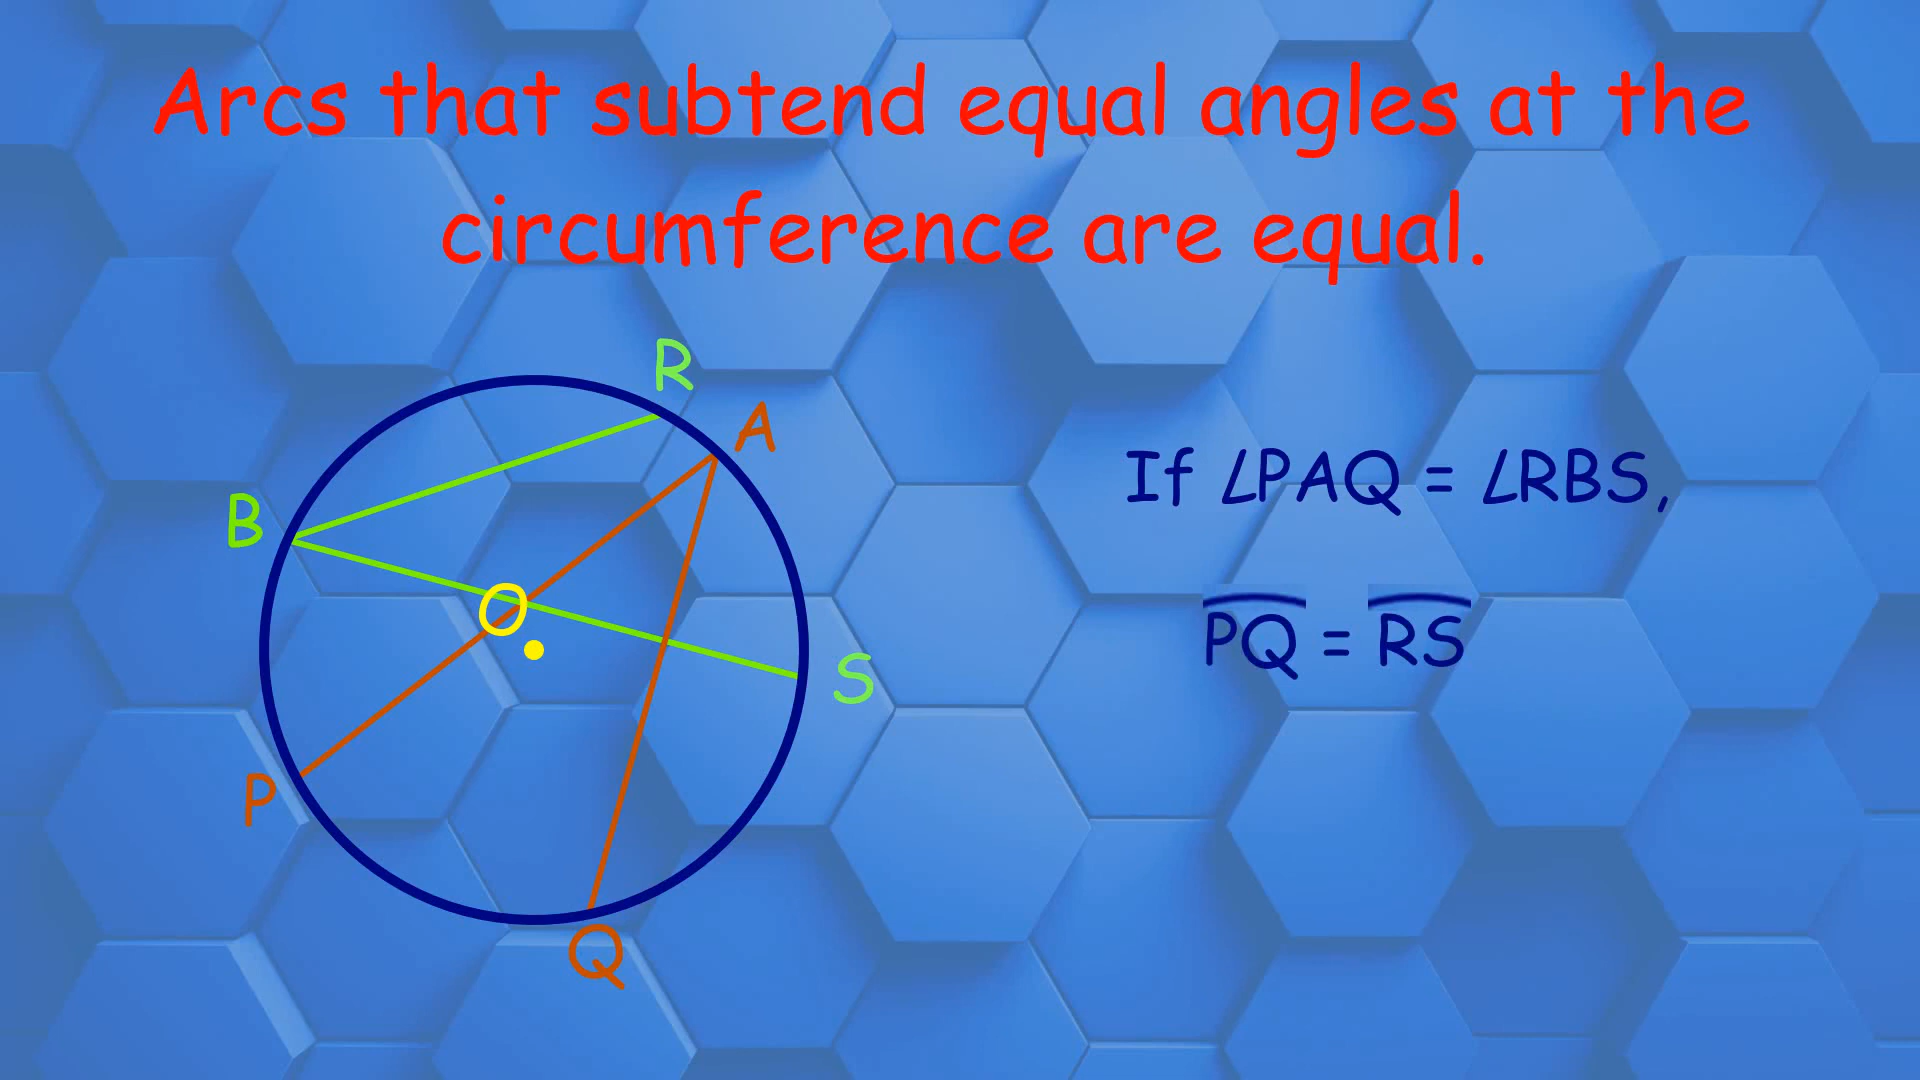 Arcs that subtend equal angles at the
circumference are equal.
R
A
B
O
S
P
Q
If ∠PAQ = ∠RBS,
PQ = RS